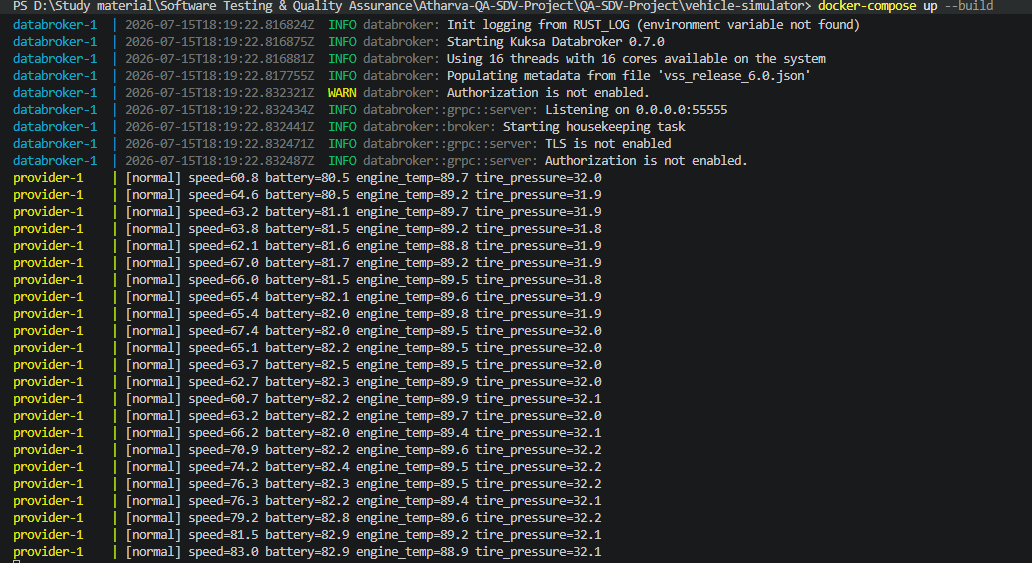 PS D:\Study material\Software Testing & Quality Assurance\Atharva-QA-SDV-Project\QA-SDV-Project\vehicle-simulator> docker-compose up --build
databroker-1 | 2026-07-15T18:19:22.816824Z INFO databroker: Init logging from RUST_LOG (environment variable not found)
databroker-1 | 2026-07-15T18:19:22.816875Z INFO databroker: Starting Kuksa Databroker 0.7.0
databroker-1 | 2026-07-15T18:19:22.816881Z INFO databroker: Using 16 threads with 16 cores available on the system
databroker-1 | 2026-07-15T18:19:22.817755Z INFO databroker: Populating metadata from file 'vss_release_6.0.json'
databroker-1 | 2026-07-15T18:19:22.832321Z WARN databroker: Authorization is not enabled.
databroker-1 | 2026-07-15T18:19:22.832434Z INFO databroker::grpc::server: Listening on 0.0.0.0:55555
databroker-1 | 2026-07-15T18:19:22.832441Z INFO databroker::broker: Starting housekeeping task
databroker-1 | 2026-07-15T18:19:22.832471Z INFO databroker::grpc::server: TLS is not enabled
databroker-1 | 2026-07-15T18:19:22.832487Z INFO databroker::grpc::server: Authorization is not enabled.
provider-1 | [normal] speed=60.8 battery=80.5 engine_temp=89.7 tire_pressure=32.0
provider-1 | [normal] speed=64.6 battery=80.5 engine_temp=89.2 tire_pressure=31.9
provider-1 | [normal] speed=63.2 battery=81.1 engine_temp=89.7 tire_pressure=31.9
provider-1 | [normal] speed=63.8 battery=81.5 engine_temp=89.2 tire_pressure=31.8
provider-1 | [normal] speed=62.1 battery=81.6 engine_temp=88.8 tire_pressure=31.9
provider-1 | [normal] speed=67.0 battery=81.7 engine_temp=89.2 tire_pressure=31.9
provider-1 | [normal] speed=66.0 battery=81.5 engine_temp=89.5 tire_pressure=31.8
provider-1 | [normal] speed=65.4 battery=82.1 engine_temp=89.6 tire_pressure=31.9
provider-1 | [normal] speed=65.4 battery=82.0 engine_temp=89.8 tire_pressure=31.9
provider-1 | [normal] speed=67.4 battery=82.0 engine_temp=89.5 tire_pressure=32.0
provider-1 | [normal] speed=65.1 battery=82.2 engine_temp=89.5 tire_pressure=32.0
provider-1 | [normal] speed=63.7 battery=82.5 engine_temp=89.5 tire_pressure=32.0
provider-1 | [normal] speed=62.7 battery=82.3 engine_temp=89.9 tire_pressure=32.0
provider-1 | [normal] speed=60.7 battery=82.2 engine_temp=89.9 tire_pressure=32.1
provider-1 | [normal] speed=63.2 battery=82.2 engine_temp=89.7 tire_pressure=32.0
provider-1 | [normal] speed=66.2 battery=82.0 engine_temp=89.4 tire_pressure=32.1
provider-1 | [normal] speed=70.9 battery=82.2 engine_temp=89.6 tire_pressure=32.2
provider-1 | [normal] speed=74.2 battery=82.4 engine_temp=89.5 tire_pressure=32.2
provider-1 | [normal] speed=76.3 battery=82.3 engine_temp=89.5 tire_pressure=32.2
provider-1 | [normal] speed=76.3 battery=82.2 engine_temp=89.4 tire_pressure=32.1
provider-1 | [normal] speed=79.2 battery=82.8 engine_temp=89.6 tire_pressure=32.2
provider-1 | [normal] speed=81.5 battery=82.9 engine_temp=89.2 tire_pressure=32.1
provider-1 | [normal] speed=83.0 battery=82.9 engine_temp=88.9 tire_pressure=32.1